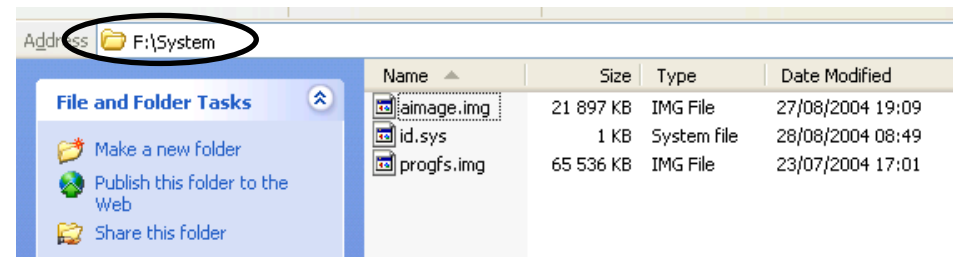 Address F:\System
Name Size Type Date Modified
File and Folder Tasks
aimage.img 21 897 KB IMG File 27/08/2004 19:09
id.sys 1 KB System file 28/08/2004 08:49
progfs.img 65 536 KB IMG File 23/07/2004 17:01
Make a new folder
Publish this folder to the
Web
Share this folder